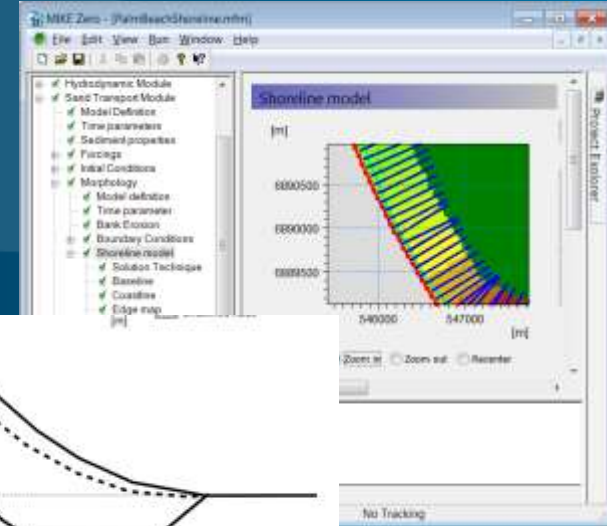 MIKE Zero - [PalmBeachShoreline.mfm]
File Edit View Run Window Help
Hydrodynamic Module
Sand Transport Module
Model Definition
Time parameters
Sediment properties
Forcings
Initial Conditions
Morphology
Model definition
Time parameter
Bank Erosion
Boundary Conditions
Shoreline model
Solution Technique
Baseline
Coastline
Edge map
[m]
Shoreline model
[m]
6890500
6890000
6889500
546000 547000
[m]
Zoom in Zoom out Recenter
Project Explorer
No Tracking